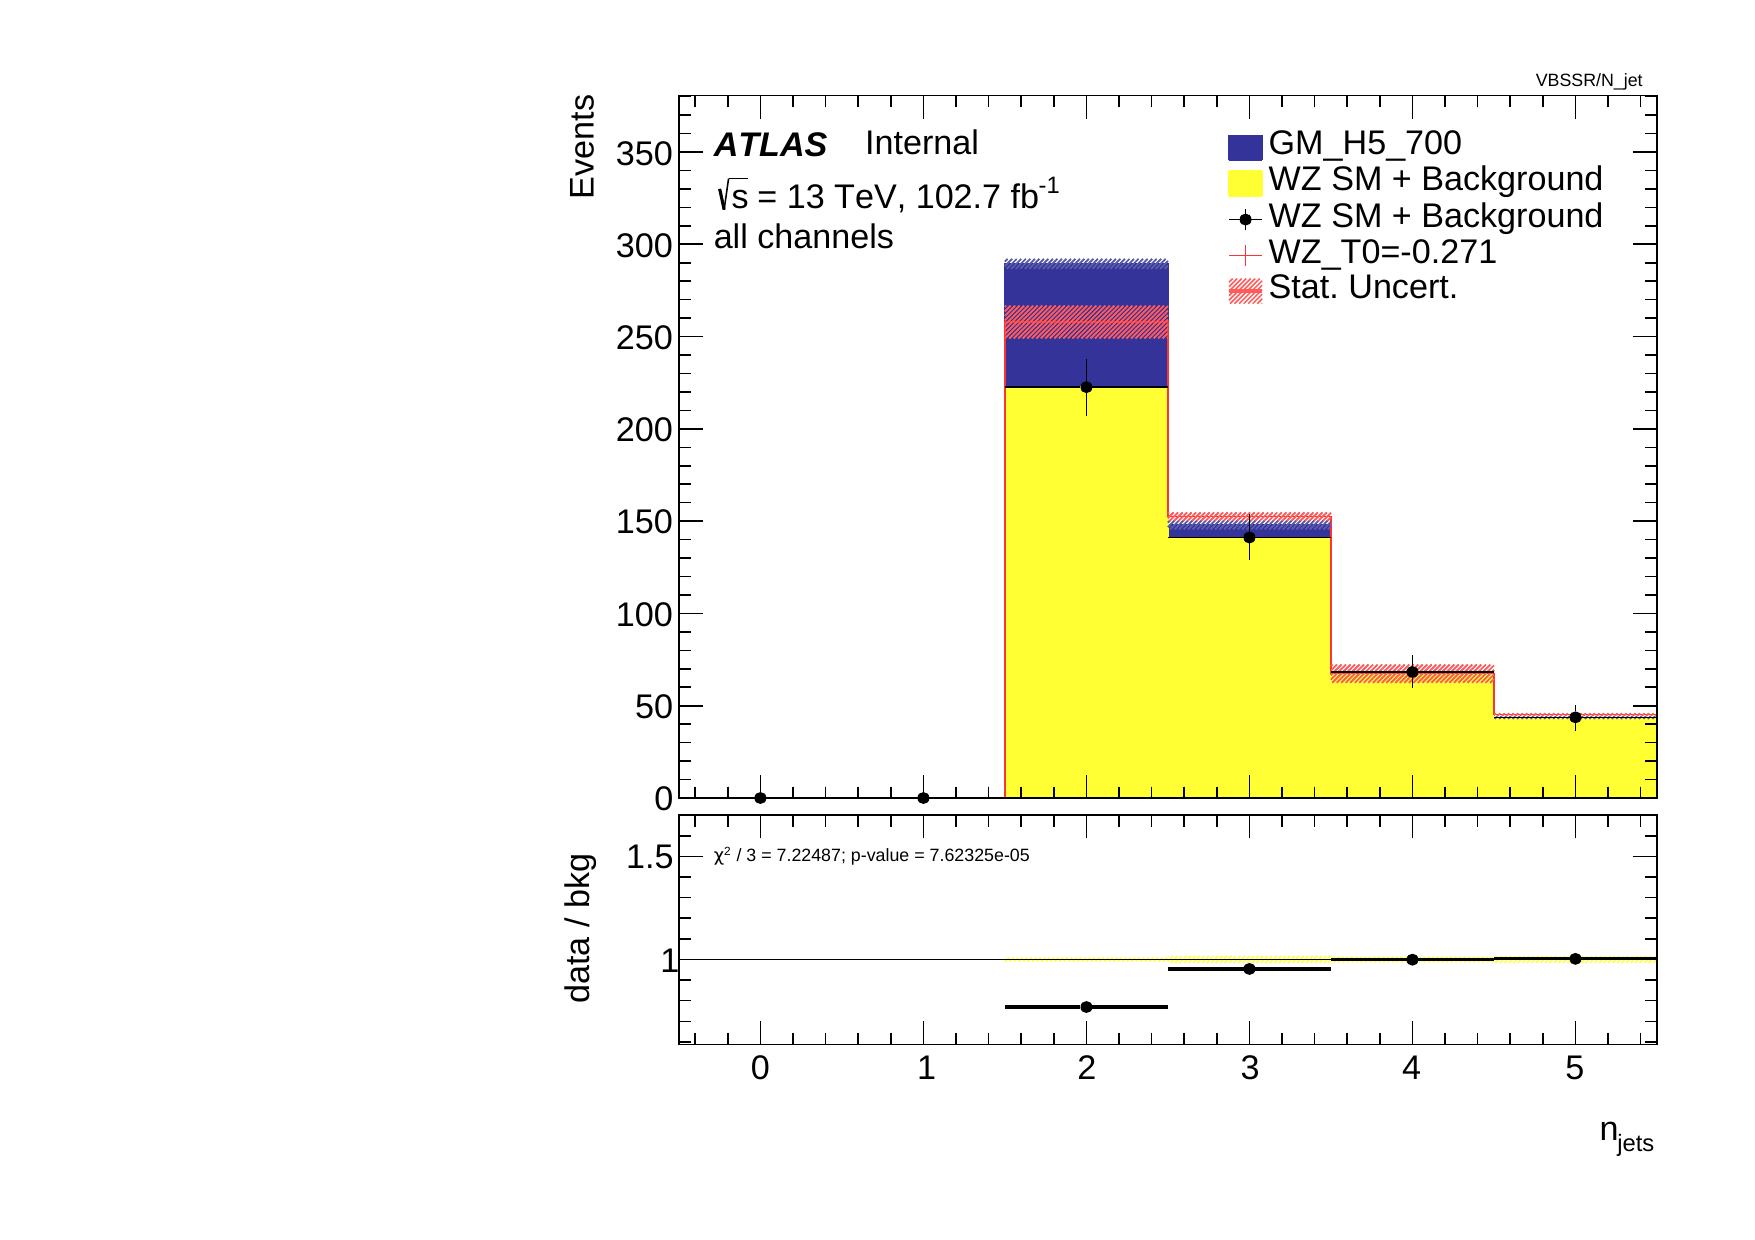 VBSSR/N_jet
Events
ATLAS Internal
√s = 13 TeV, 102.7 fb-1
all channels
GM_H5_700
WZ SM + Background
WZ SM + Background
WZ_T0=-0.271
Stat. Uncert.
350
300
250
200
150
100
50
0
data / bkg
χ2 / 3 = 7.22487; p-value = 7.62325e-05
1.5
1
0 1 2 3 4 5
njets